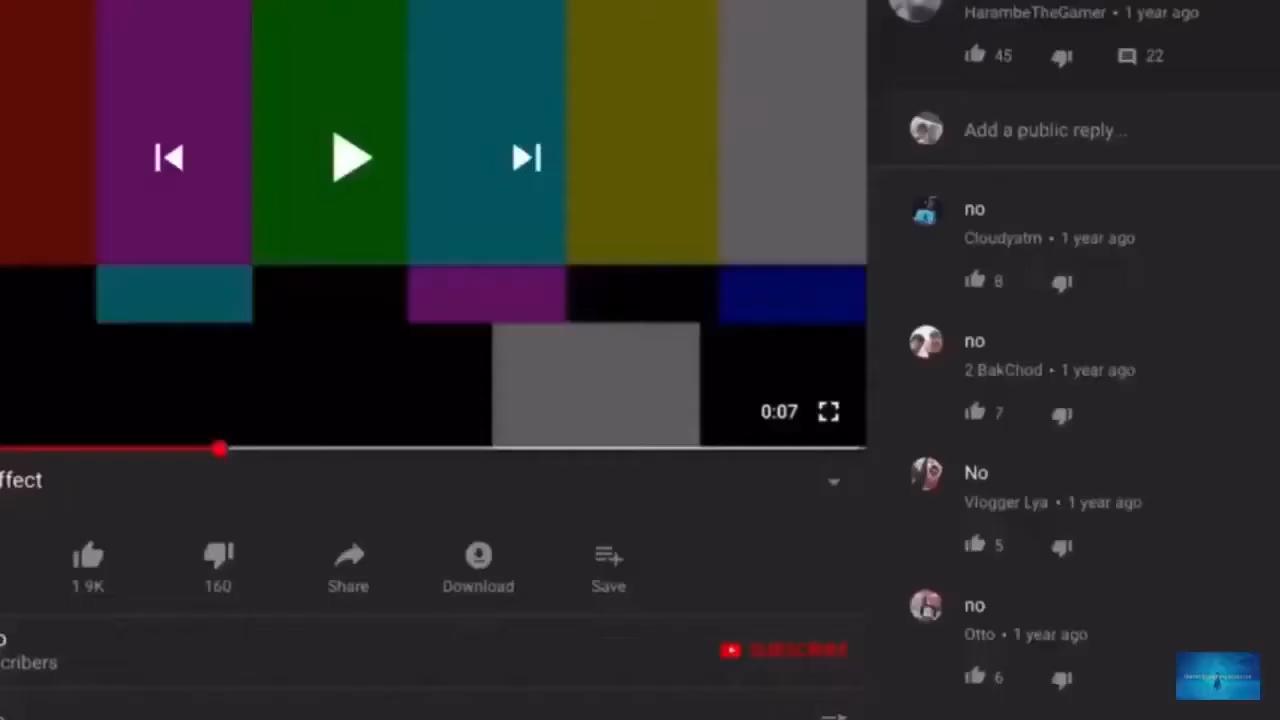 0:07
ffect
1.9K
160
Share
Download
Save
cribers
SUBSCRIBE
HarambeTheGamer • 1 year ago
45
22
Add a public reply...
no
Cloudyatm • 1 year ago
8
no
2 BakChod • 1 year ago
7
No
Vlogger Lya • 1 year ago
5
no
Otto • 1 year ago
6